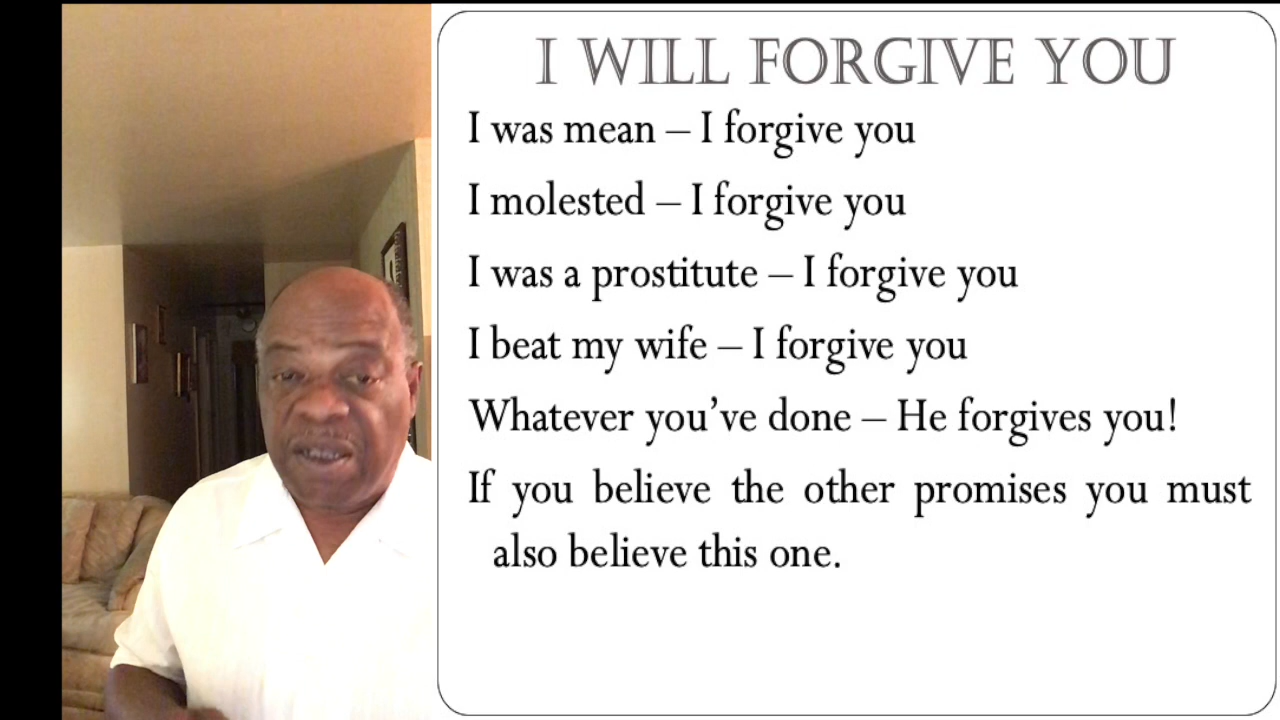 I WILL FORGIVE YOU
I was mean – I forgive you
I molested – I forgive you
I was a prostitute – I forgive you
I beat my wife – I forgive you
Whatever you’ve done – He forgives you!
If you believe the other promises you must
also believe this one.